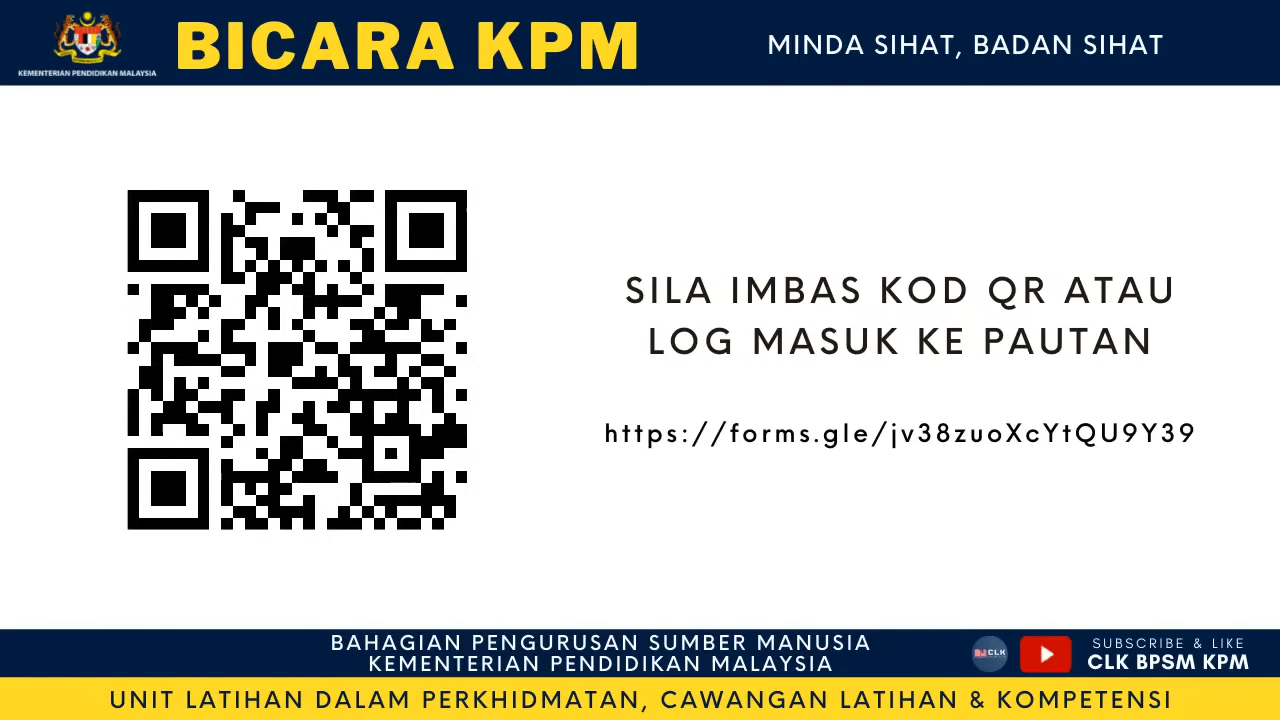 KEMENTERIAN PENDIDIKAN MALAYSIA
BICARA KPM
MINDA SIHAT, BADAN SIHAT
SILA IMBAS KOD QR ATAU
LOG MASUK KE PAUTAN
https://forms.gle/jv38zuoXcYtQU9Y39
BAHAGIAN PENGURUSAN SUMBER MANUSIA
KEMENTERIAN PENDIDIKAN MALAYSIA
CLK
SUBSCRIBE & LIKE
CLK BPSM KPM
UNIT LATIHAN DALAM PERKHIDMATAN, CAWANGAN LATIHAN & KOMPETENSI